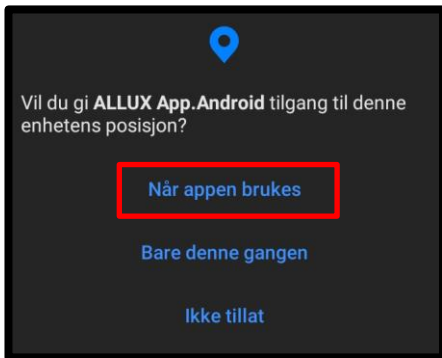 Vil du gi ALLUX App.Android tilgang til denne
enhetens posisjon?
Når appen brukes
Bare denne gangen
Ikke tillat